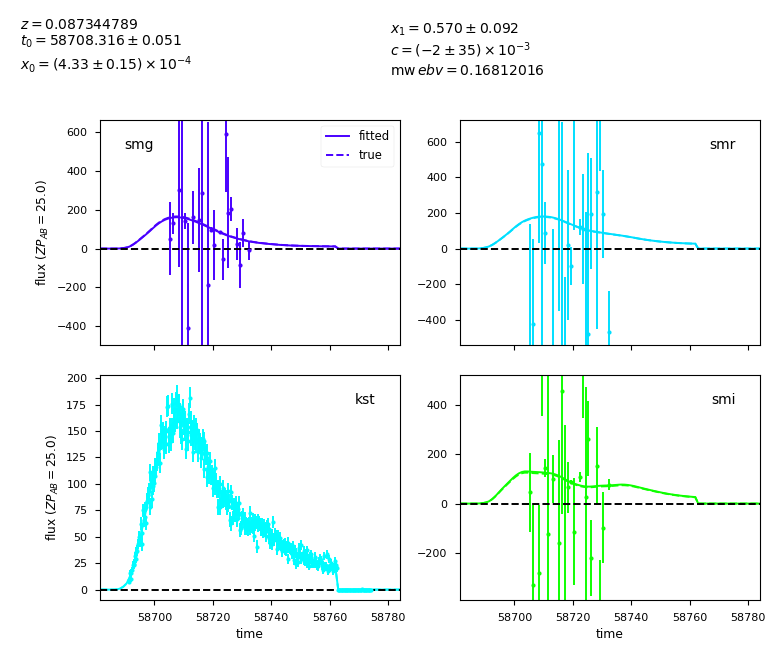 z = 0.087344789
t₀ = 58708.316 ± 0.051
x₀ = (4.33 ± 0.15) × 10⁻⁴
x₁ = 0.570 ± 0.092
c = (−2 ± 35) × 10⁻³
mw ebv = 0.16812016
smg
fitted
true
600
400
200
0
−200
−400
flux (ZP_AB = 25.0)
smr
600
400
200
0
−200
−400
kst
200
175
150
125
100
75
50
25
0
flux (ZP_AB = 25.0)
58700 58720 58740 58760 58780
time
smi
400
200
0
−200
58700 58720 58740 58760 58780
time